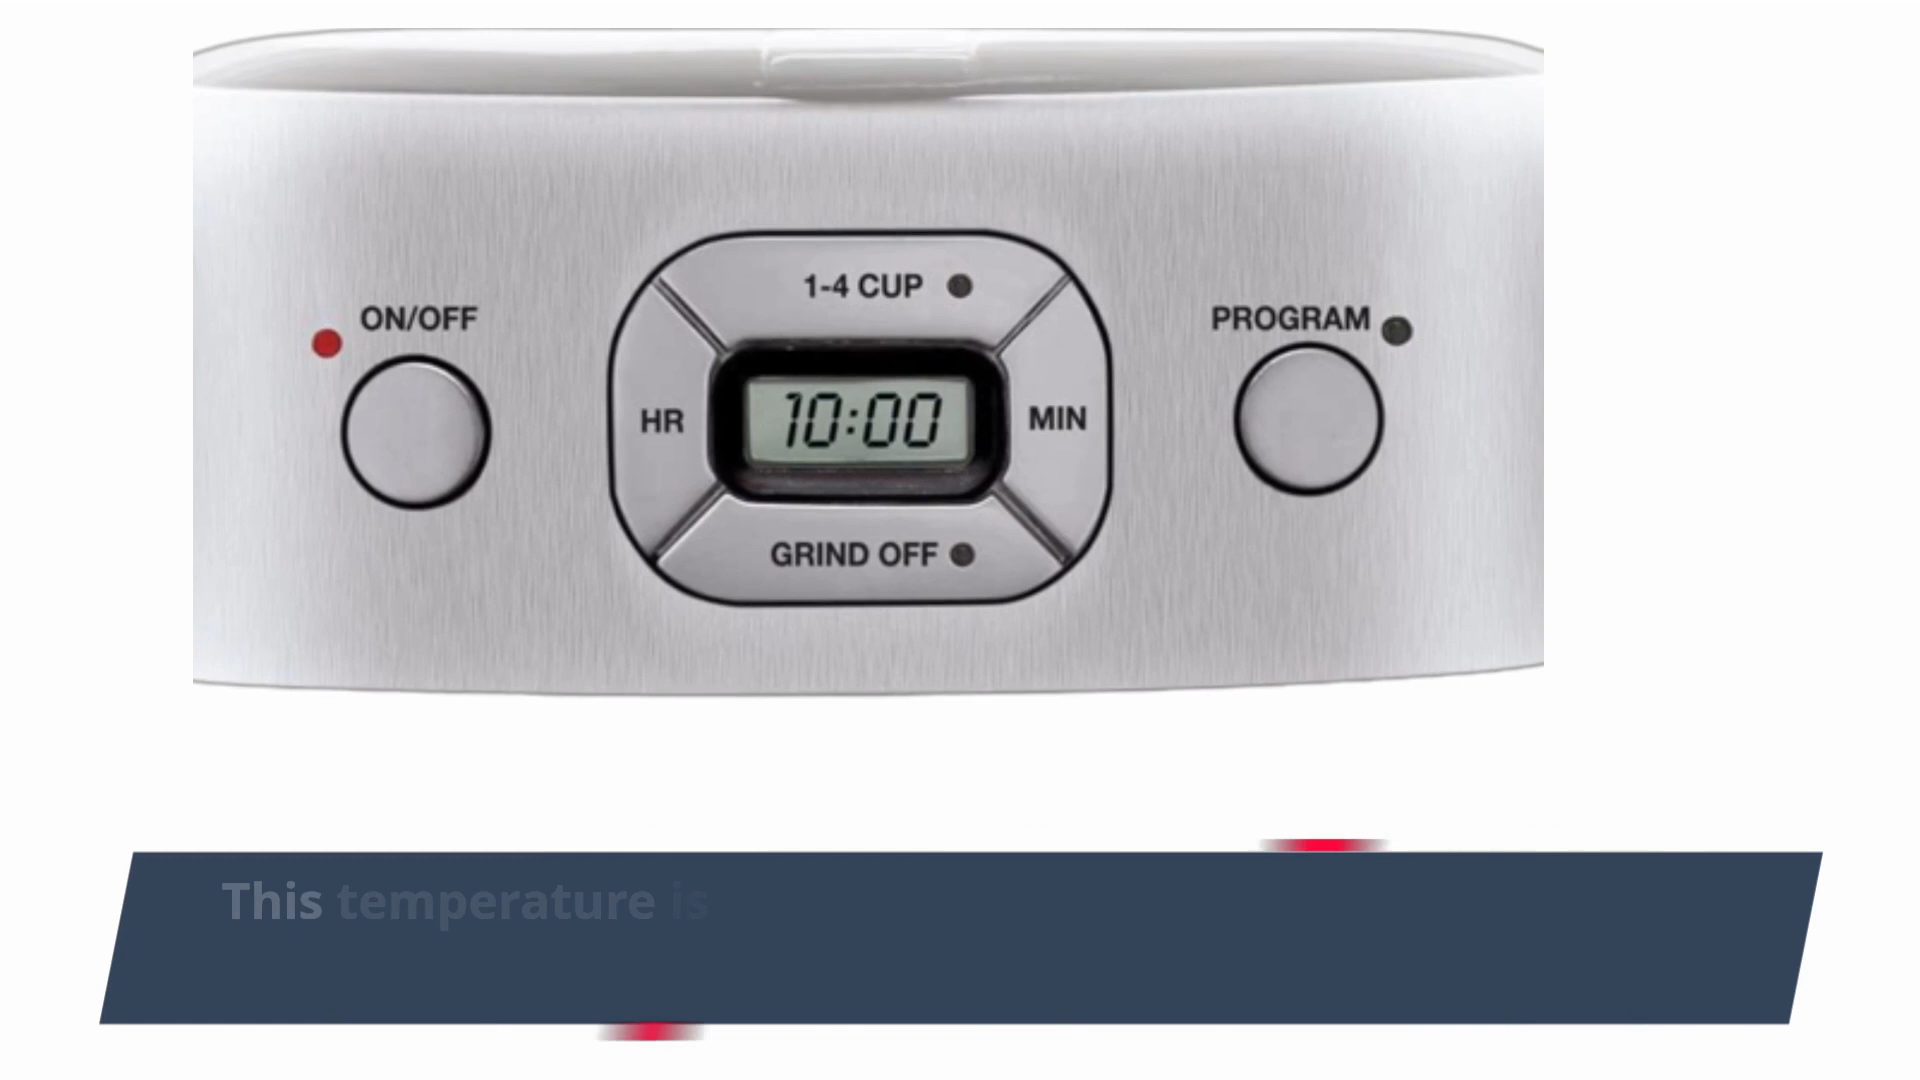 1-4 CUP
ON/OFF
PROGRAM
HR
10:00
MIN
GRIND OFF
This temperature is